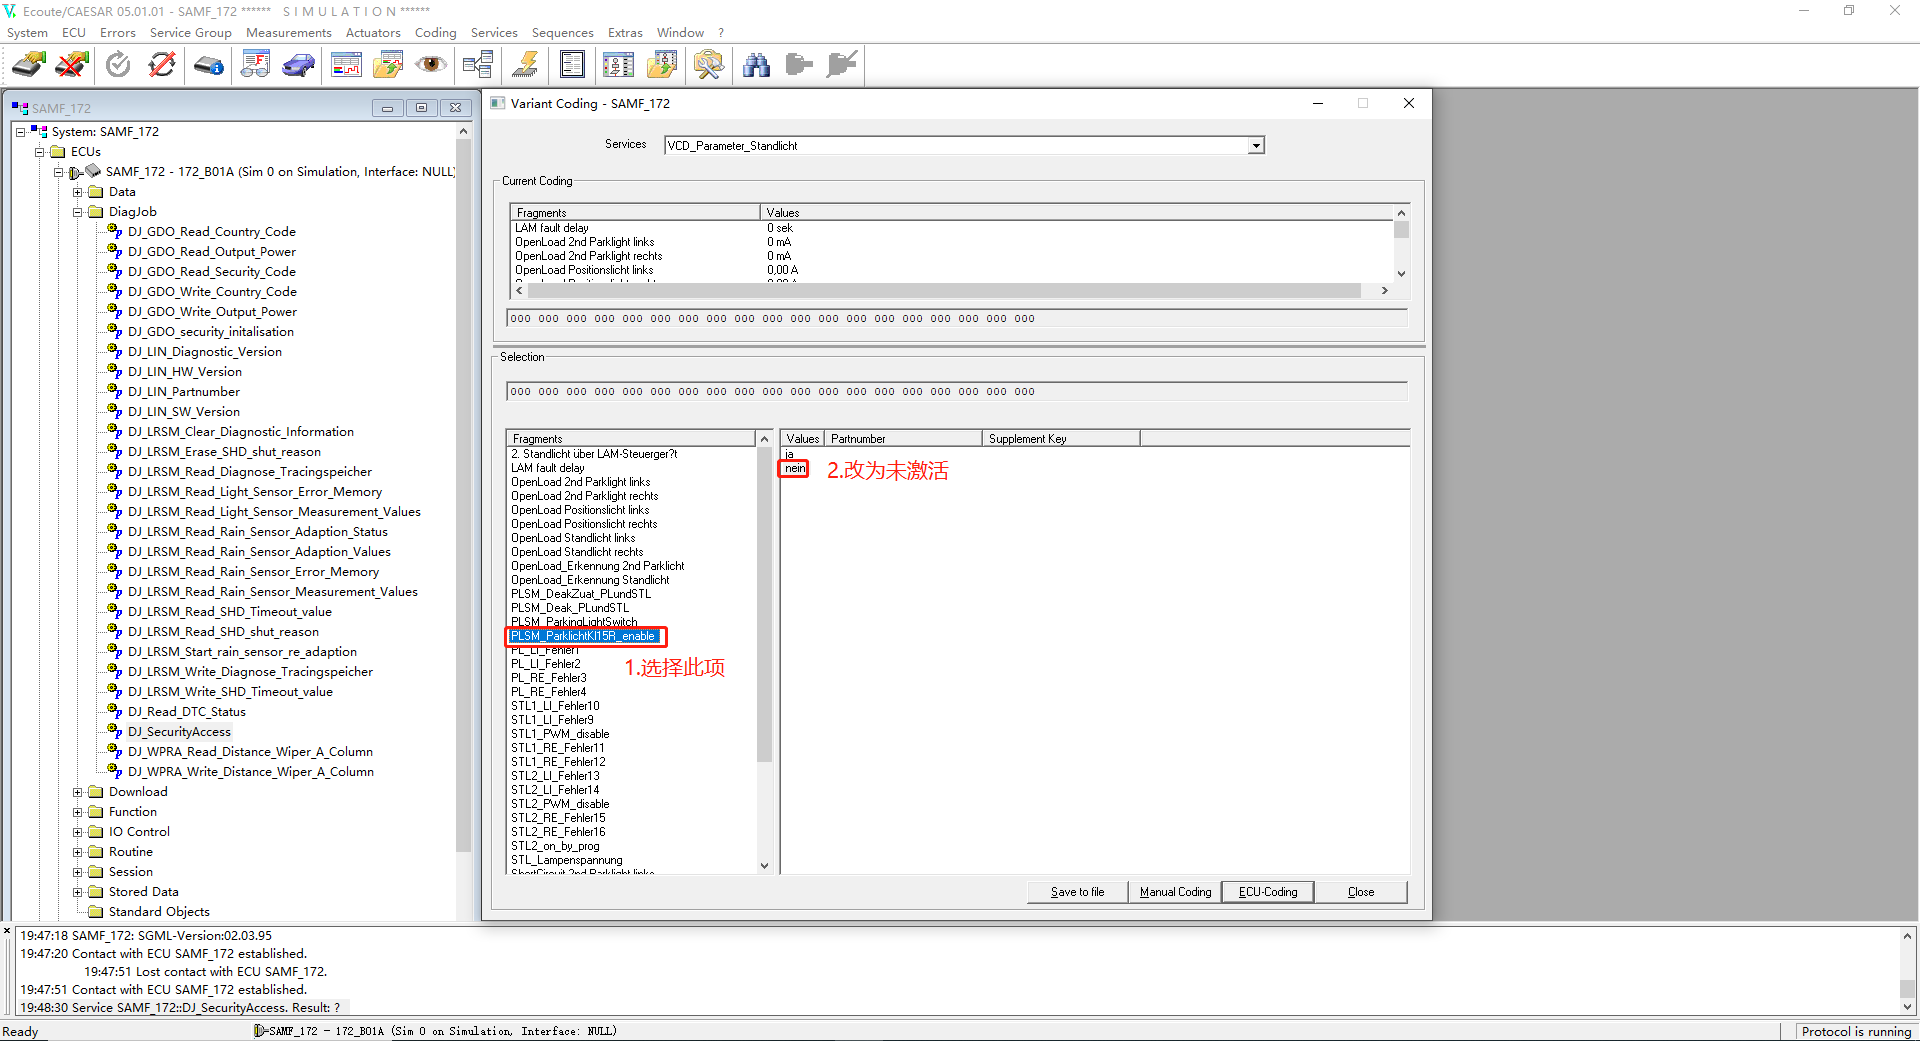 Ecoute/CAESAR 05.01.01 - SAMF_172 ****** S I M U L A T I O N ******
System ECU Errors Service Group Measurements Actuators Coding Services Sequences Extras Window ?
SAMF_172
System: SAMF_172
ECUs
SAMF_172 - 172_B01A (Sim 0 on Simulation, Interface: NULL)
Data
DiagJob
DJ_GDO_Read_Country_Code
DJ_GDO_Read_Output_Power
DJ_GDO_Read_Security_Code
DJ_GDO_Write_Country_Code
DJ_GDO_Write_Output_Power
DJ_GDO_security_initalisation
DJ_LIN_Diagnostic_Version
DJ_LIN_HW_Version
DJ_LIN_Partnumber
DJ_LIN_SW_Version
DJ_LRSM_Clear_Diagnostic_Information
DJ_LRSM_Erase_SHD_shut_reason
DJ_LRSM_Read_Diagnose_Tracingspeicher
DJ_LRSM_Read_Light_Sensor_Error_Memory
DJ_LRSM_Read_Light_Sensor_Measurement_Values
DJ_LRSM_Read_Rain_Sensor_Adaption_Status
DJ_LRSM_Read_Rain_Sensor_Adaption_Values
DJ_LRSM_Read_Rain_Sensor_Error_Memory
DJ_LRSM_Read_Rain_Sensor_Measurement_Values
DJ_LRSM_Read_SHD_Timeout_value
DJ_LRSM_Read_SHD_shut_reason
DJ_LRSM_Start_rain_sensor_re_adaption
DJ_LRSM_Write_Diagnose_Tracingspeicher
DJ_LRSM_Write_SHD_Timeout_value
DJ_Read_DTC_Status
DJ_SecurityAccess
DJ_WPRA_Read_Distance_Wiper_A_Column
DJ_WPRA_Write_Distance_Wiper_A_Column
Download
Function
IO Control
Routine
Session
Stored Data
Standard Objects
Variant Coding - SAMF_172
Services VCD_Parameter_Standlicht
Current Coding
Fragments Values
LAM fault delay 0 sek
OpenLoad 2nd Parklight links 0 mA
OpenLoad 2nd Parklight rechts 0 mA
OpenLoad Positionslicht links 0,00 A
000 000 000 000 000 000 000 000 000 000 000 000 000 000 000 000 000 000 000
Selection
000 000 000 000 000 000 000 000 000 000 000 000 000 000 000 000 000 000 000
Fragments
2. Standlicht über LAM-Steuerger?t
LAM fault delay
OpenLoad 2nd Parklight links
OpenLoad 2nd Parklight rechts
OpenLoad Positionslicht links
OpenLoad Positionslicht rechts
OpenLoad Standlicht links
OpenLoad Standlicht rechts
OpenLoad_Erkennung 2nd Parklicht
OpenLoad_Erkennung Standlicht
PLSM_DeakZuat_PLundSTL
PLSM_Deak_PLundSTL
PLSM_ParkingLightSwitch
PLSM_ParklichtKl15R_enable
PL_LI_Fehler1
PL_LI_Fehler2
PL_RE_Fehler3
PL_RE_Fehler4
STL1_LI_Fehler10
STL1_LI_Fehler9
STL1_PWM_disable
STL1_RE_Fehler11
STL1_RE_Fehler12
STL2_LI_Fehler13
STL2_LI_Fehler14
STL2_PWM_disable
STL2_RE_Fehler15
STL2_RE_Fehler16
STL2_on_by_prog
STL_Lampenspannung
ShortCircuit 2nd Parklight links
1.选择此项
Values Partnumber Supplement Key
ja
nein
2.改为未激活
Save to file Manual Coding ECU-Coding Close
19:47:18 SAMF_172: SGML-Version:02.03.95
19:47:20 Contact with ECU SAMF_172 established.
19:47:51 Lost contact with ECU SAMF_172.
19:47:51 Contact with ECU SAMF_172 established.
19:48:30 Service SAMF_172::DJ_SecurityAccess. Result: ?
Ready SAMF_172 - 172_B01A (Sim 0 on Simulation, Interface: NULL) Protocol is running